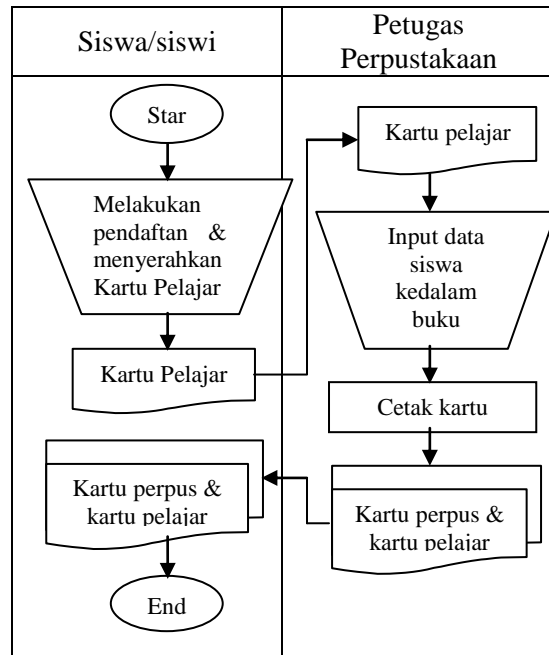 Siswa/siswi
Petugas
Perpustakaan
Star
Melakukan
pendaftan &
menyerahkan
Kartu Pelajar
Kartu Pelajar
Kartu pelajar
Input data
siswa
kedalam
buku
Cetak kartu
Kartu perpus &
kartu pelajar
Kartu perpus &
kartu pelajar
End